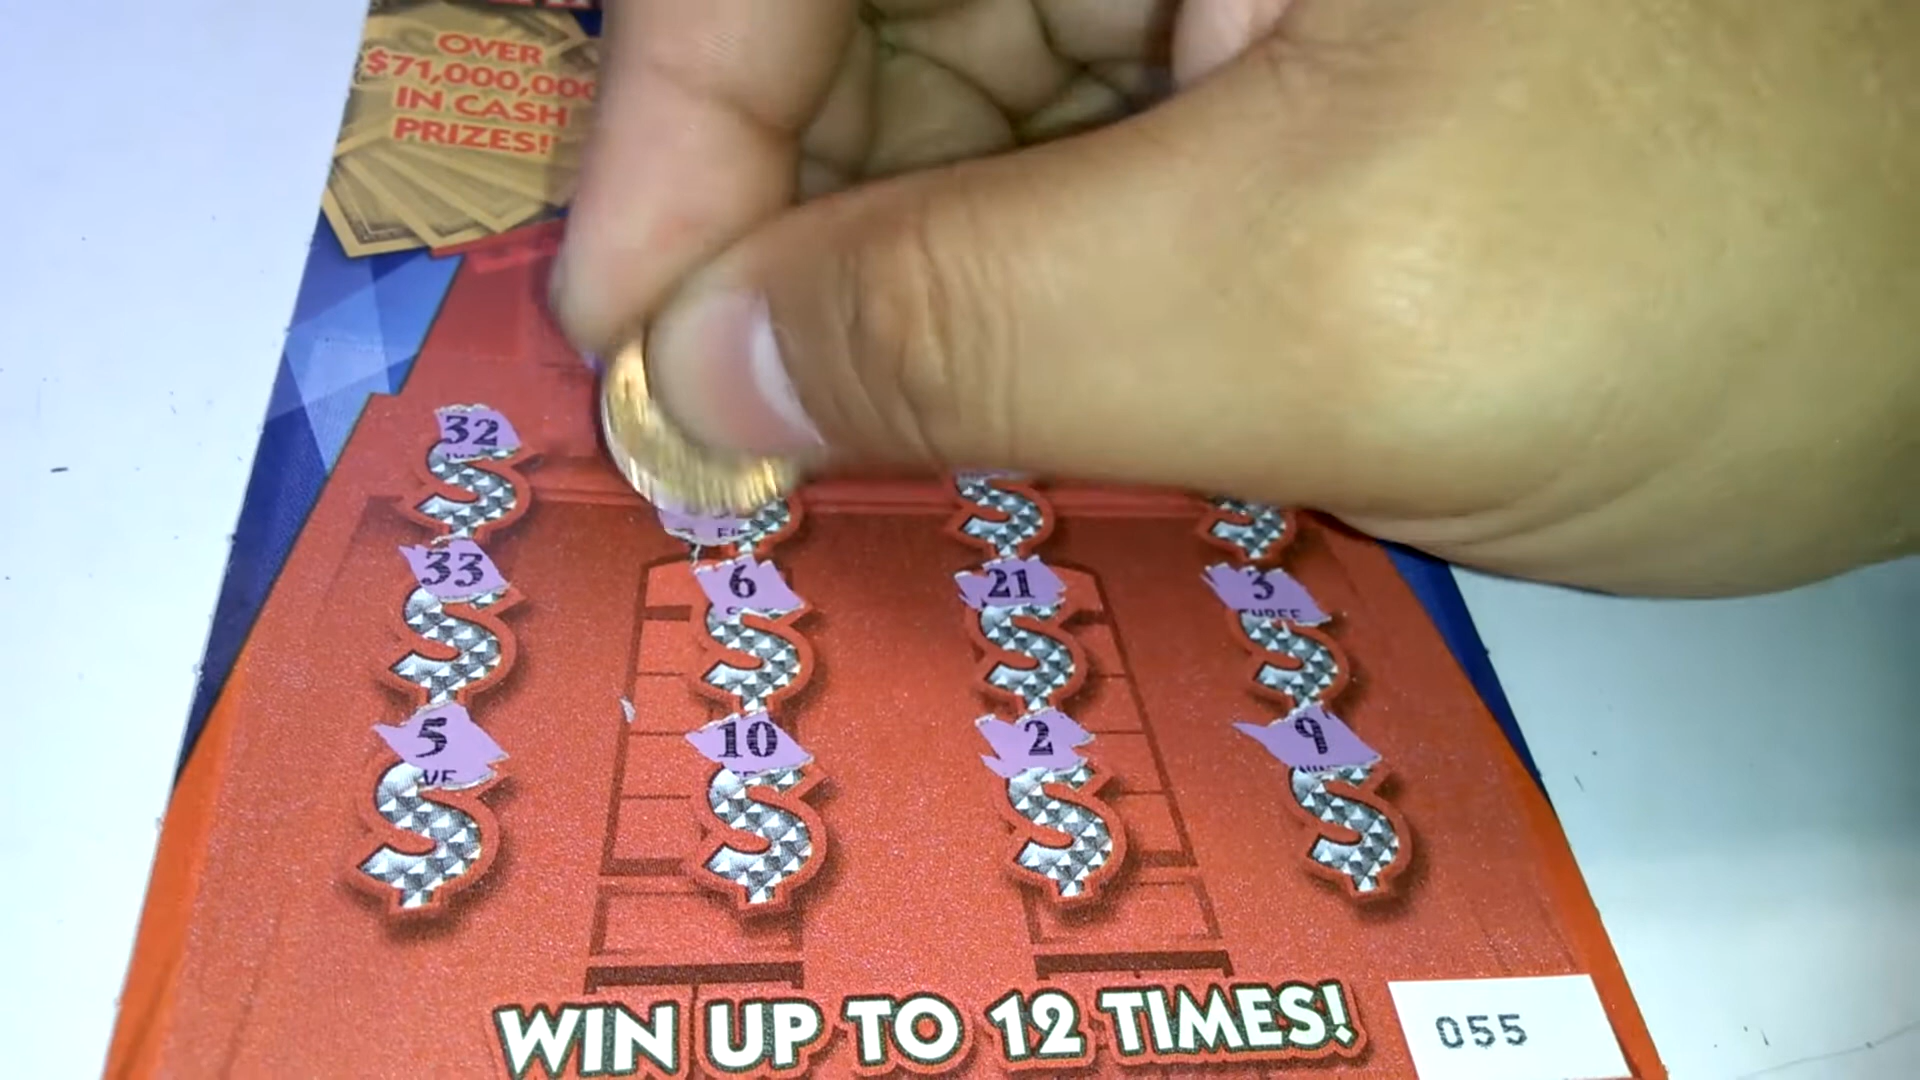 OVER
$71,000,000
IN CASH
PRIZES!
32
33 6 21 3
THREE
5 10 2 9
WIN UP TO 12 TIMES!
055